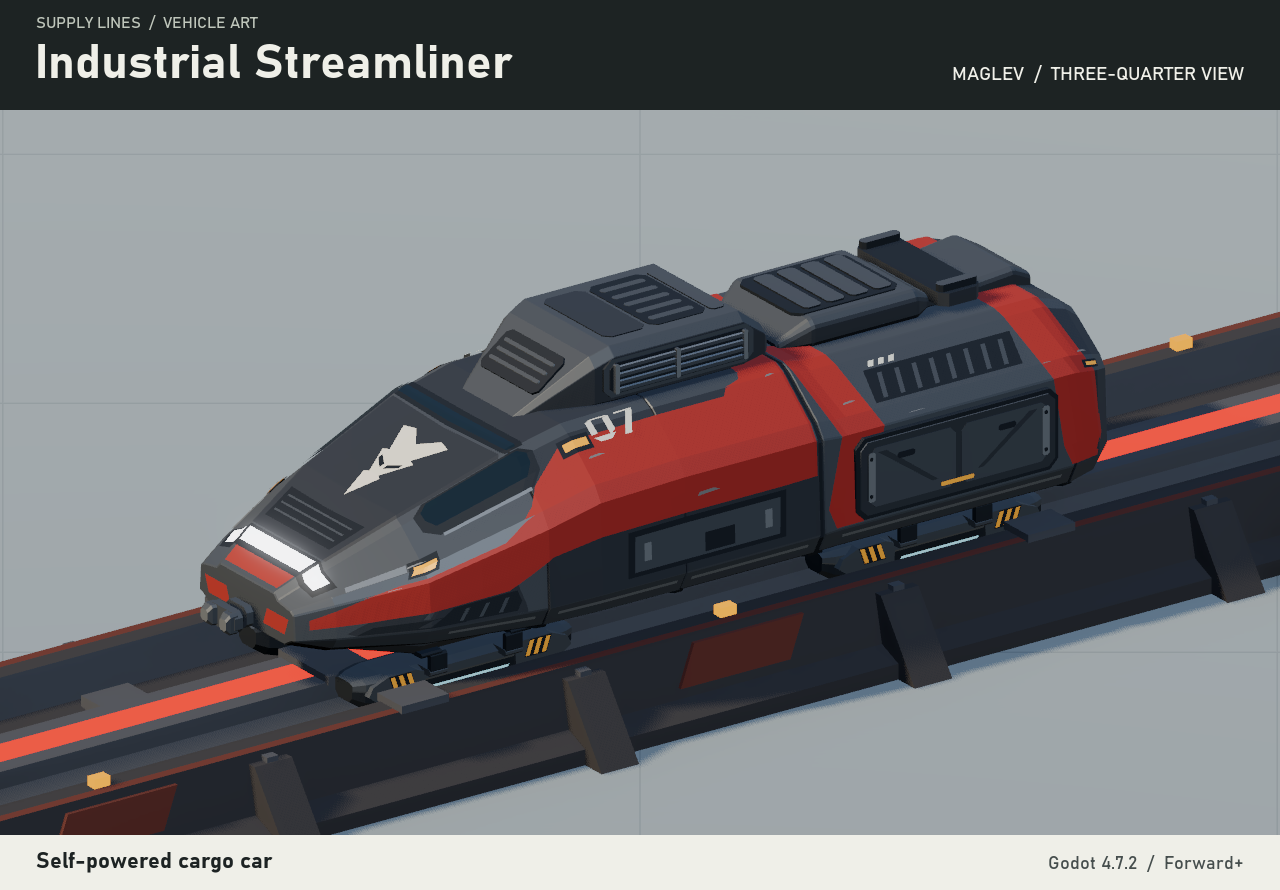 SUPPLY LINES / VEHICLE ART
Industrial Streamliner
MAGLEV / THREE-QUARTER VIEW
07
Self-powered cargo car
Godot 4.7.2 / Forward+